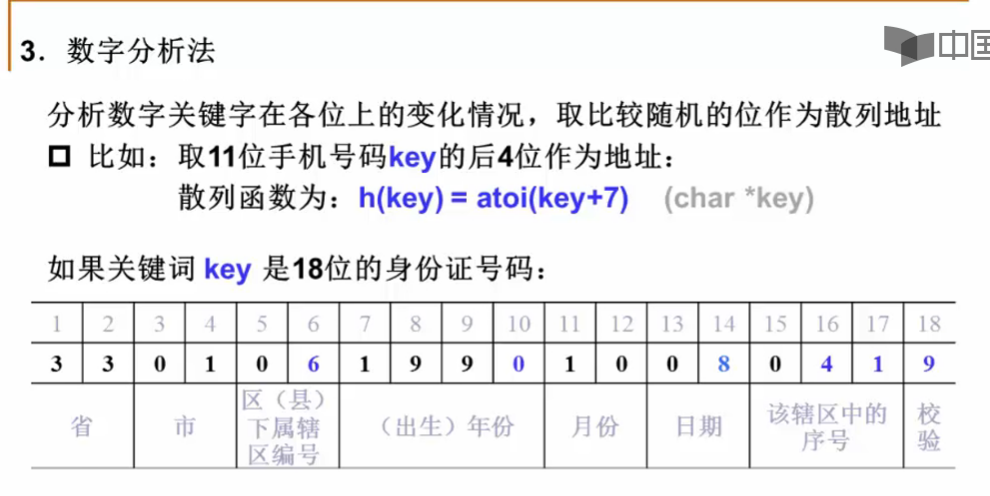 3. 数字分析法
中国
分析数字关键字在各位上的变化情况，取比较随机的位作为散列地址
比如：取11位手机号码key的后4位作为地址：
散列函数为：h(key) = atoi(key+7) (char *key)
如果关键词 key 是18位的身份证号码：
1 2 3 4 5 6 7 8 9 10 11 12 13 14 15 16 17 18
3 3 0 1 0 6 1 9 9 0 1 0 0 8 0 4 1 9
省 市 区（县）下属辖区编号 （出生）年份 月份 日期 该辖区中的序号 校验